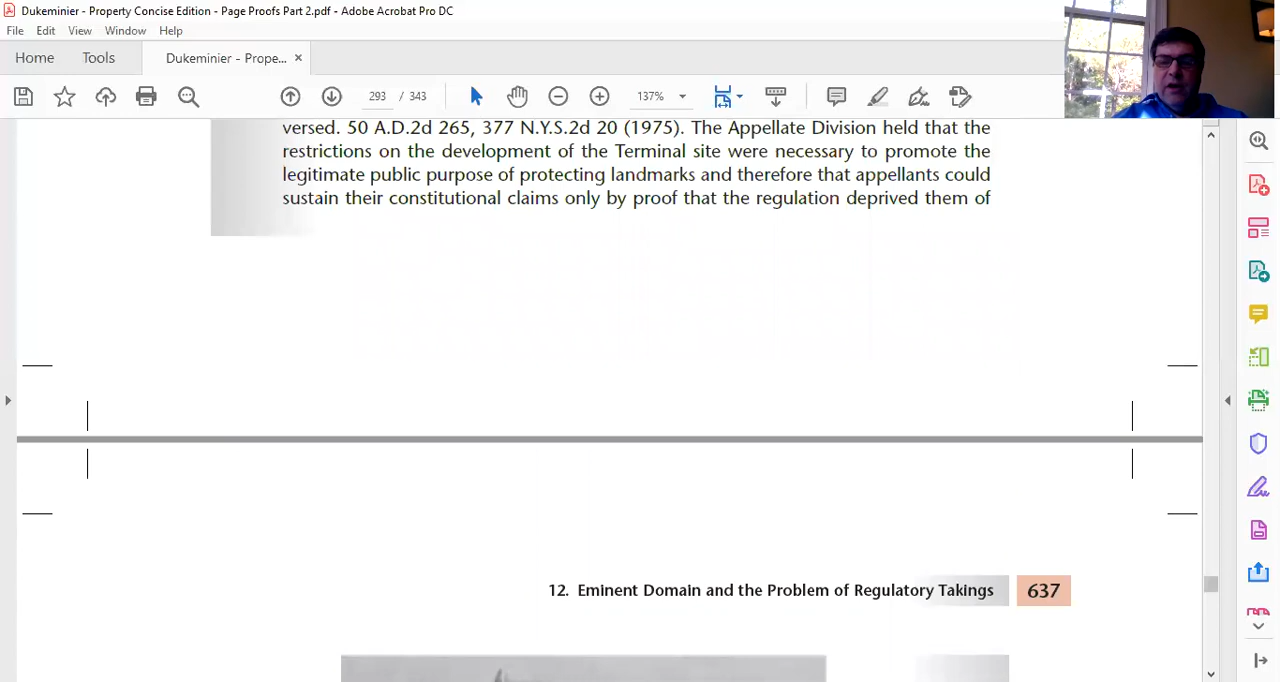 Dukeminier - Property Concise Edition - Page Proofs Part 2.pdf - Adobe Acrobat Pro DC
File Edit View Window Help
Home Tools Dukeminier - Prope... ×
293 / 343 137%
versed. 50 A.D.2d 265, 377 N.Y.S.2d 20 (1975). The Appellate Division held that the
restrictions on the development of the Terminal site were necessary to promote the
legitimate public purpose of protecting landmarks and therefore that appellants could
sustain their constitutional claims only by proof that the regulation deprived them of
12. Eminent Domain and the Problem of Regulatory Takings 637